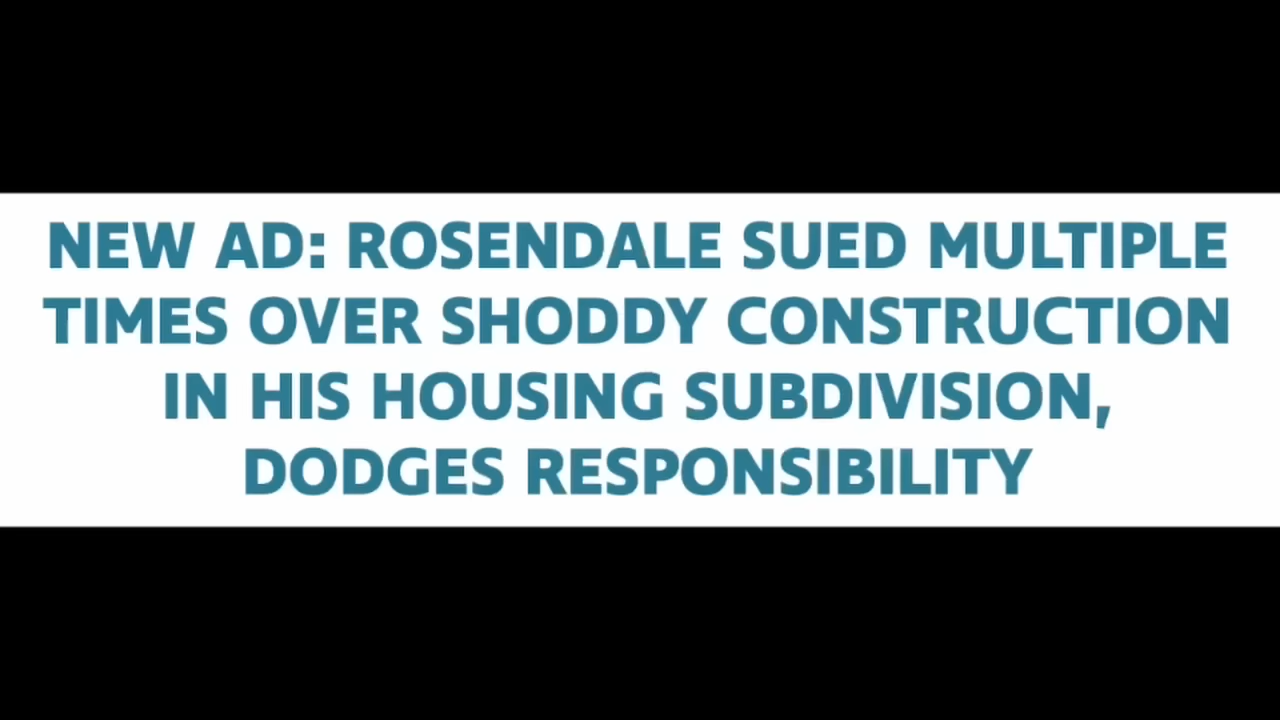 NEW AD: ROSENDALE SUED MULTIPLE
TIMES OVER SHODDY CONSTRUCTION
IN HIS HOUSING SUBDIVISION,
DODGES RESPONSIBILITY